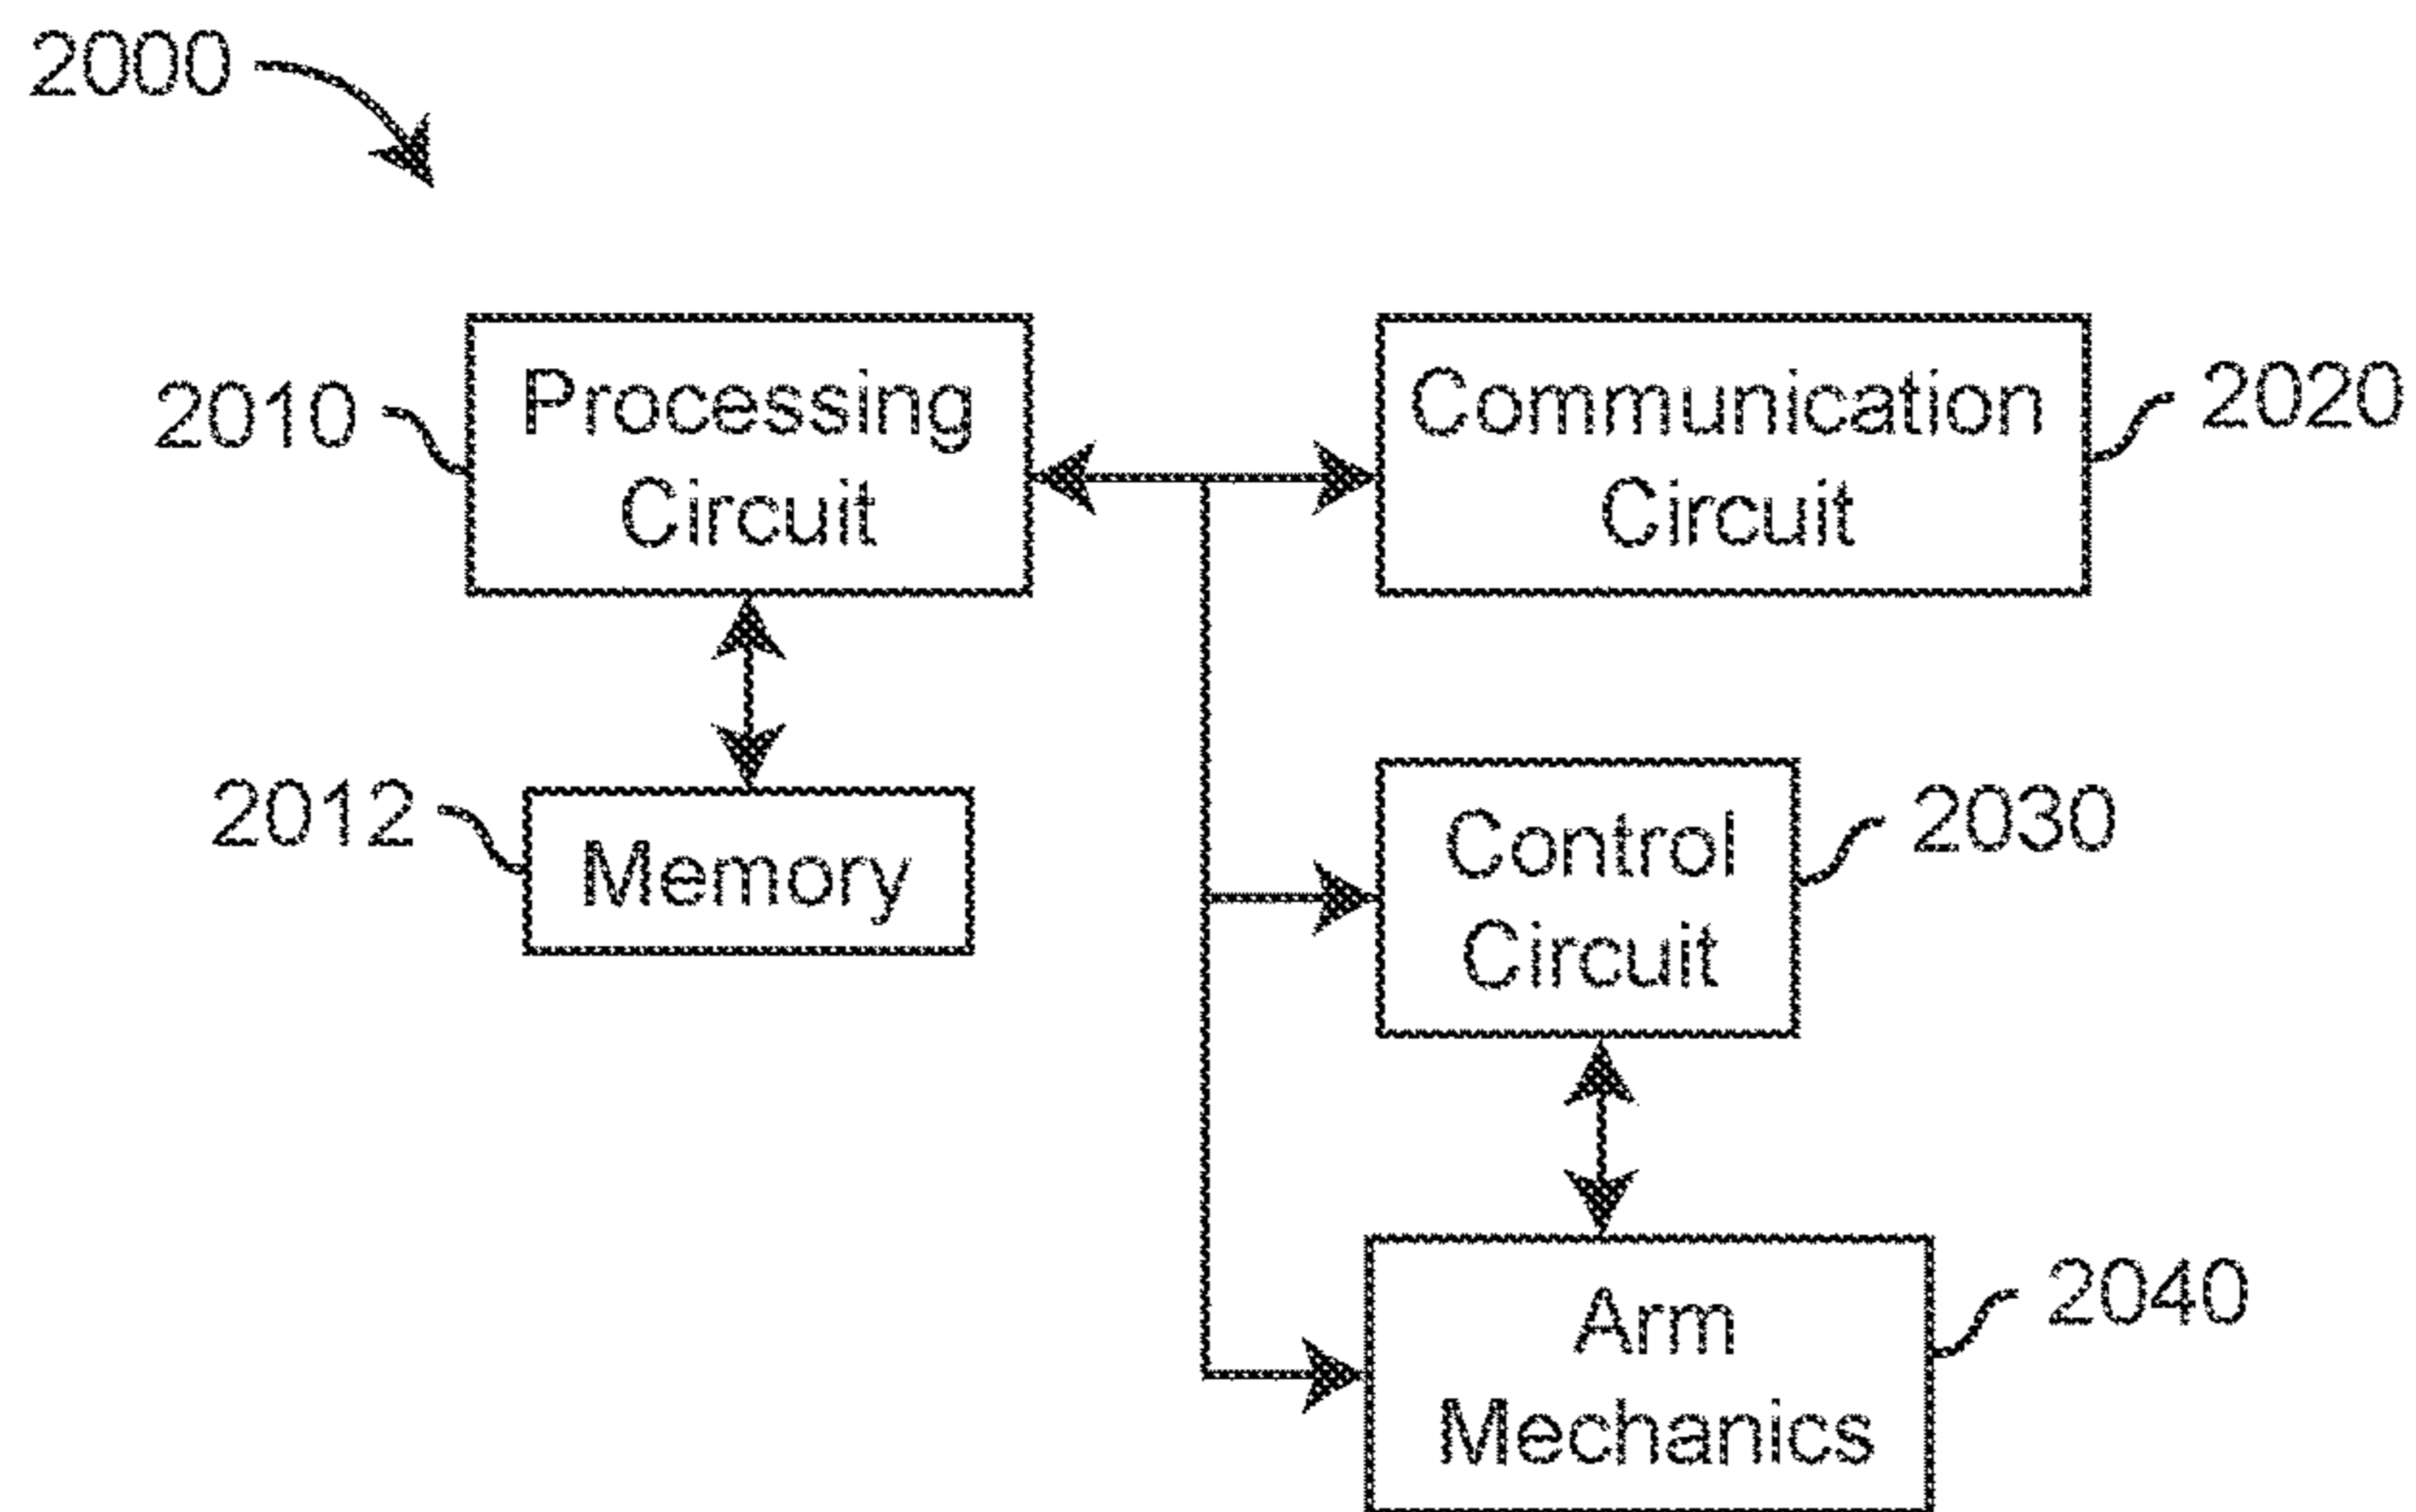 2000
2010
Processing
Circuit
Communication
Circuit
2020
2012
Memory
Control
Circuit
2030
Arm
Mechanics
2040